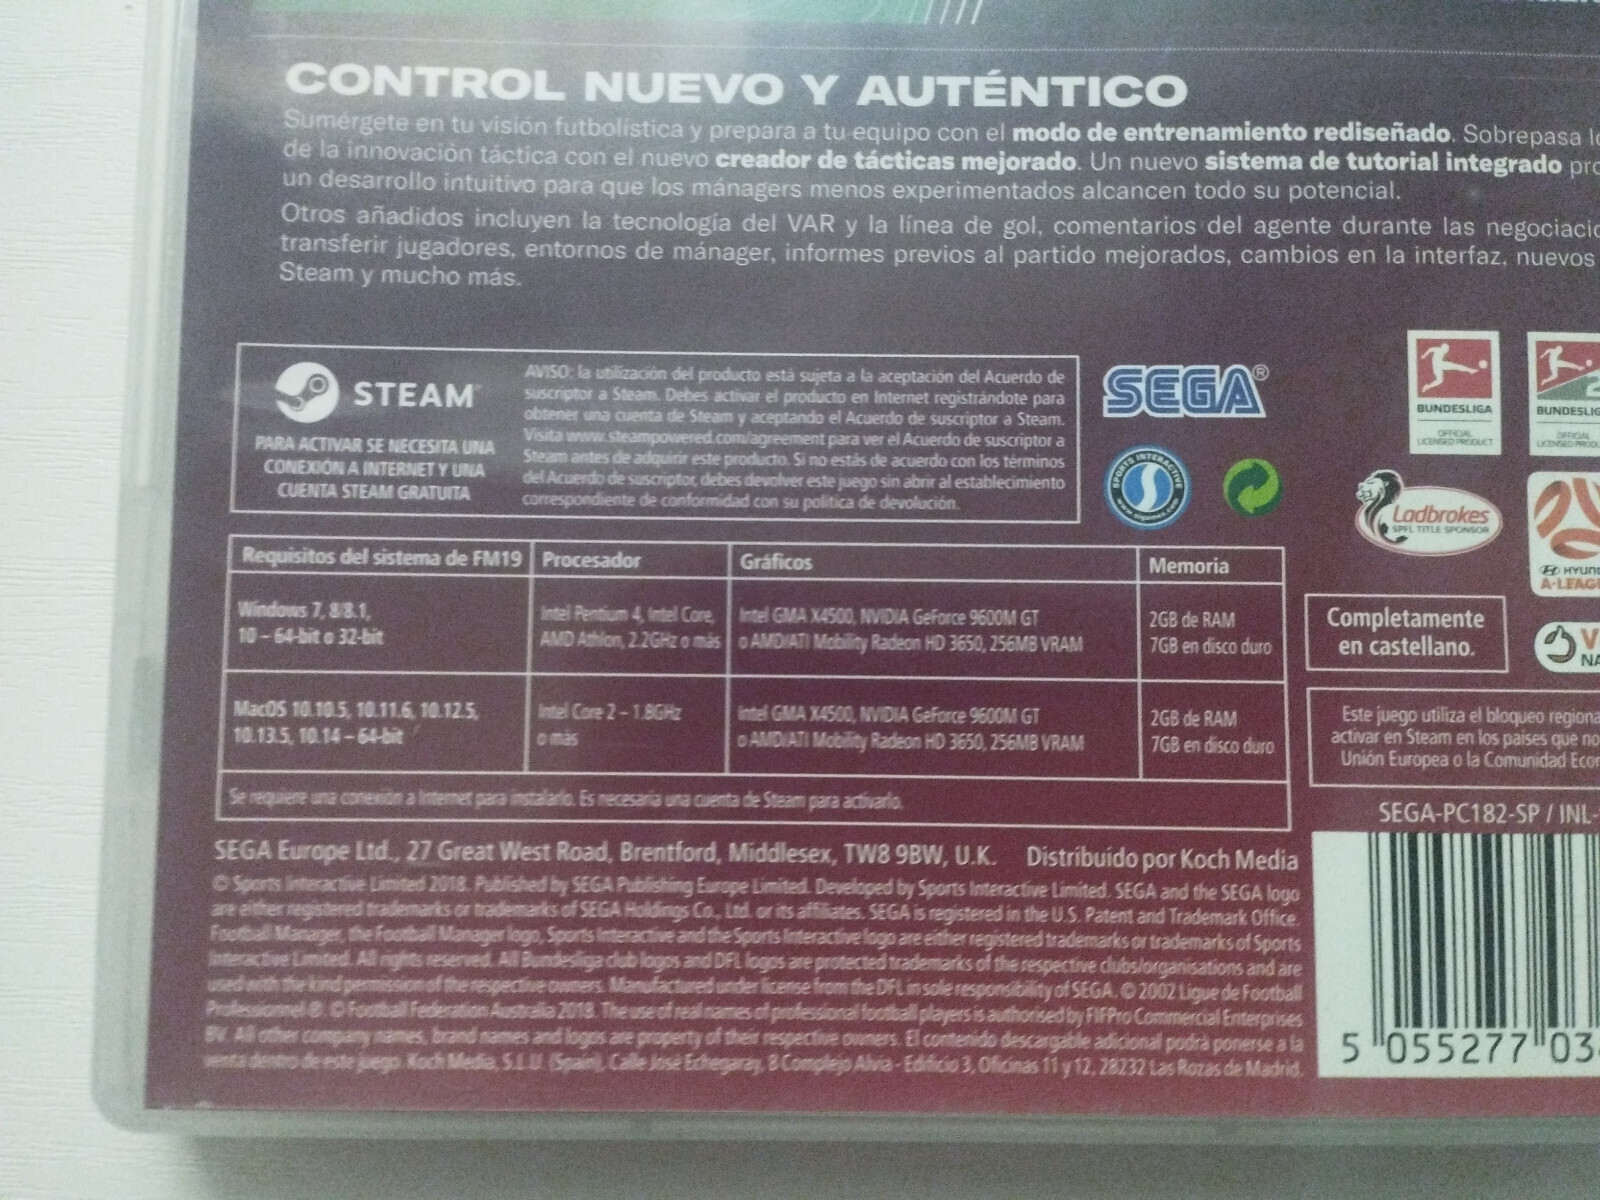 CONTROL NUEVO Y AUTÉNTICO
Sumérgete en tu visión futbolística y prepara a tu equipo con el modo de entrenamiento rediseñado. Sobrepasa
de la innovación táctica con el nuevo creador de tácticas mejorado. Un nuevo sistema de tutorial integrado
un desarrollo intuitivo para que los mánagers menos experimentados alcancen todo su potencial.
Otros añadidos incluyen la tecnología del VAR y la línea de gol, comentarios del agente durante las
transferir jugadores, entornos de mánager, informes previos al partido mejorados, cambios en la interfaz, nuevos
Steam y mucho más.
STEAM
PARA ACTIVAR SE NECESITA UNA
CONEXIÓN A INTERNET Y UNA
CUENTA STEAM GRATUITA
AVISO: la utilización del producto está sujeta a la aceptación del Acuerdo de
suscriptor a Steam. Debes activar el producto en Internet registrándote para
obtener una cuenta de Steam y aceptando el Acuerdo de suscriptor a Steam.
Visita www.steampowered.com/agreement para ver el Acuerdo de suscriptor a
Steam antes de adquirir este producto. Si no estás de acuerdo con los términos
del Acuerdo de suscriptor, debes devolver este juego sin abrir al establecimiento
correspondiente de conformidad con su política de devolución.
SEGA®
SPORTS INTERACTIVE
BUNDESLIGA
OFFICIAL
LICENSED PRODUCT
Ladbrokes
SPFL TITLE SPONSOR
Requisitos del sistema de FM19 Procesador Gráficos Memoria
Windows 7, 8/8.1,
10 – 64-bit o 32-bit
Intel Pentium 4, Intel Core,
AMD Athlon, 2.2GHz o más
Intel GMA X4500, NVIDIA GeForce 9600M GT
o AMD/ATI Mobility Radeon HD 3650, 256MB VRAM
2GB de RAM
7GB en disco duro
MacOS 10.10.5, 10.11.6, 10.12.5,
10.13.5, 10.14 – 64-bit
Intel Core 2 – 1.8GHz
o más
Intel GMA X4500, NVIDIA GeForce 9600M GT
o AMD/ATI Mobility Radeon HD 3650, 256MB VRAM
2GB de RAM
7GB en disco duro
Se requiere una conexión a Internet para instalarlo. Es necesaria una cuenta de Steam para activarlo.
Completamente
en castellano.
Este juego utiliza el bloqueo
activar en Steam en los países que no
Unión Europea o la Comunidad
SEGA-PC182-SP / INL-
SEGA Europe Ltd., 27 Great West Road, Brentford, Middlesex, TW8 9BW, U.K. Distribuido por Koch Media
© Sports Interactive Limited 2018. Published by SEGA Publishing Europe Limited. Developed by Sports Interactive Limited. SEGA and the SEGA logo
are either registered trademarks or trademarks of SEGA Holdings Co., Ltd. or its affiliates. SEGA is registered in the U.S. Patent and Trademark Office.
Football Manager, the Football Manager logo, Sports Interactive and the Sports Interactive logo are either registered trademarks or trademarks of Sports
Interactive Limited. All rights reserved. All Bundesliga club logos and DFL logos are protected trademarks of the respective clubs/organisations and are
used with the kind permission of the respective owners. Manufactured under license from the DFL in sole responsibility of SEGA. © 2002 Ligue de Football
Professionnel ®. © Football Federation Australia 2018. The use of real names of professional football players is authorised by FIFPro Commercial Enterprises
BV. All other company names, brand names and logos are property of their respective owners. El contenido descargable adicional podrá ponerse a la
venta dentro de este juego. Koch Media, S.L.U. (Spain), Calle José Echegaray, 8 Complejo Alvia - Edificio 3, Oficinas 11 y 12, 28232 Las Rozas de Madrid.
5 055277 03